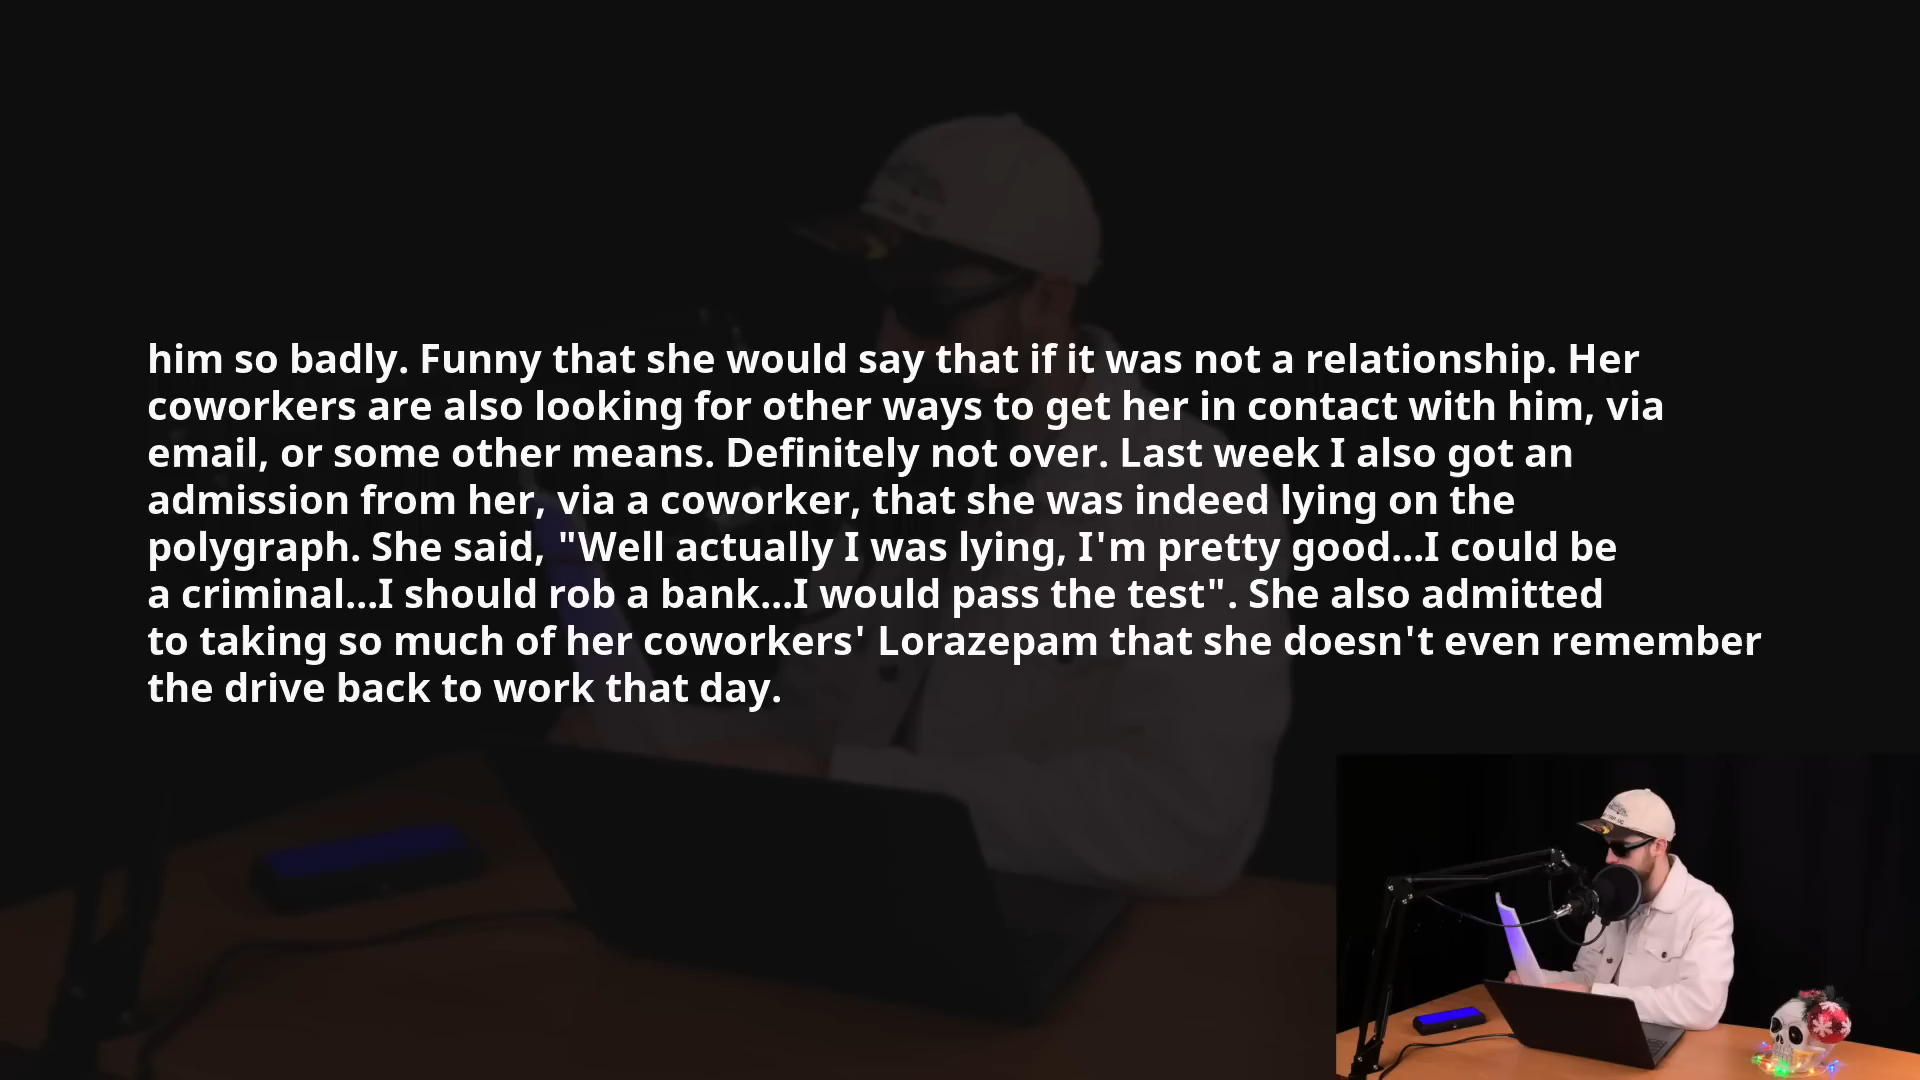 him so badly. Funny that she would say that if it was not a relationship. Her
coworkers are also looking for other ways to get her in contact with him, via
email, or some other means. Definitely not over. Last week I also got an
admission from her, via a coworker, that she was indeed lying on the
polygraph. She said, "Well actually I was lying, I'm pretty good...I could be
a criminal...I should rob a bank...I would pass the test". She also admitted
to taking so much of her coworkers' Lorazepam that she doesn't even remember
the drive back to work that day.